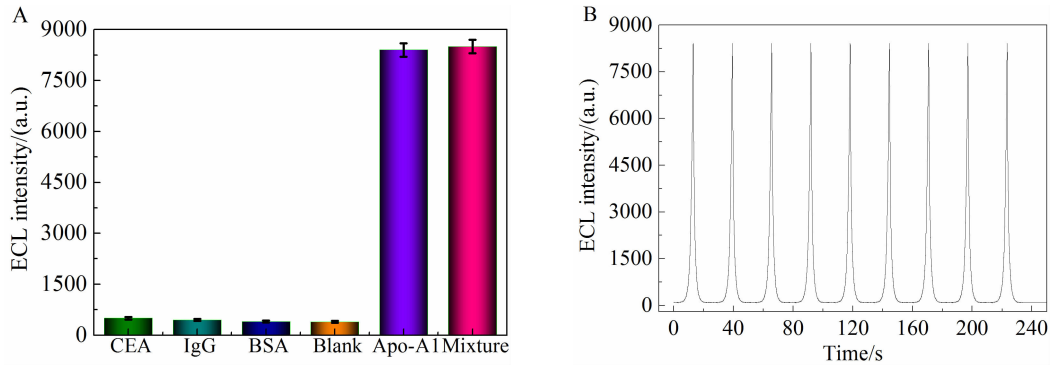 A
ECL intensity/(a.u.)
9000
7500
6000
4500
3000
1500
0
CEA IgG BSA Blank Apo-A1 Mixture
B
ECL intensity/(a.u.)
9000
7500
6000
4500
3000
1500
0
0 40 80 120 160 200 240
Time/s